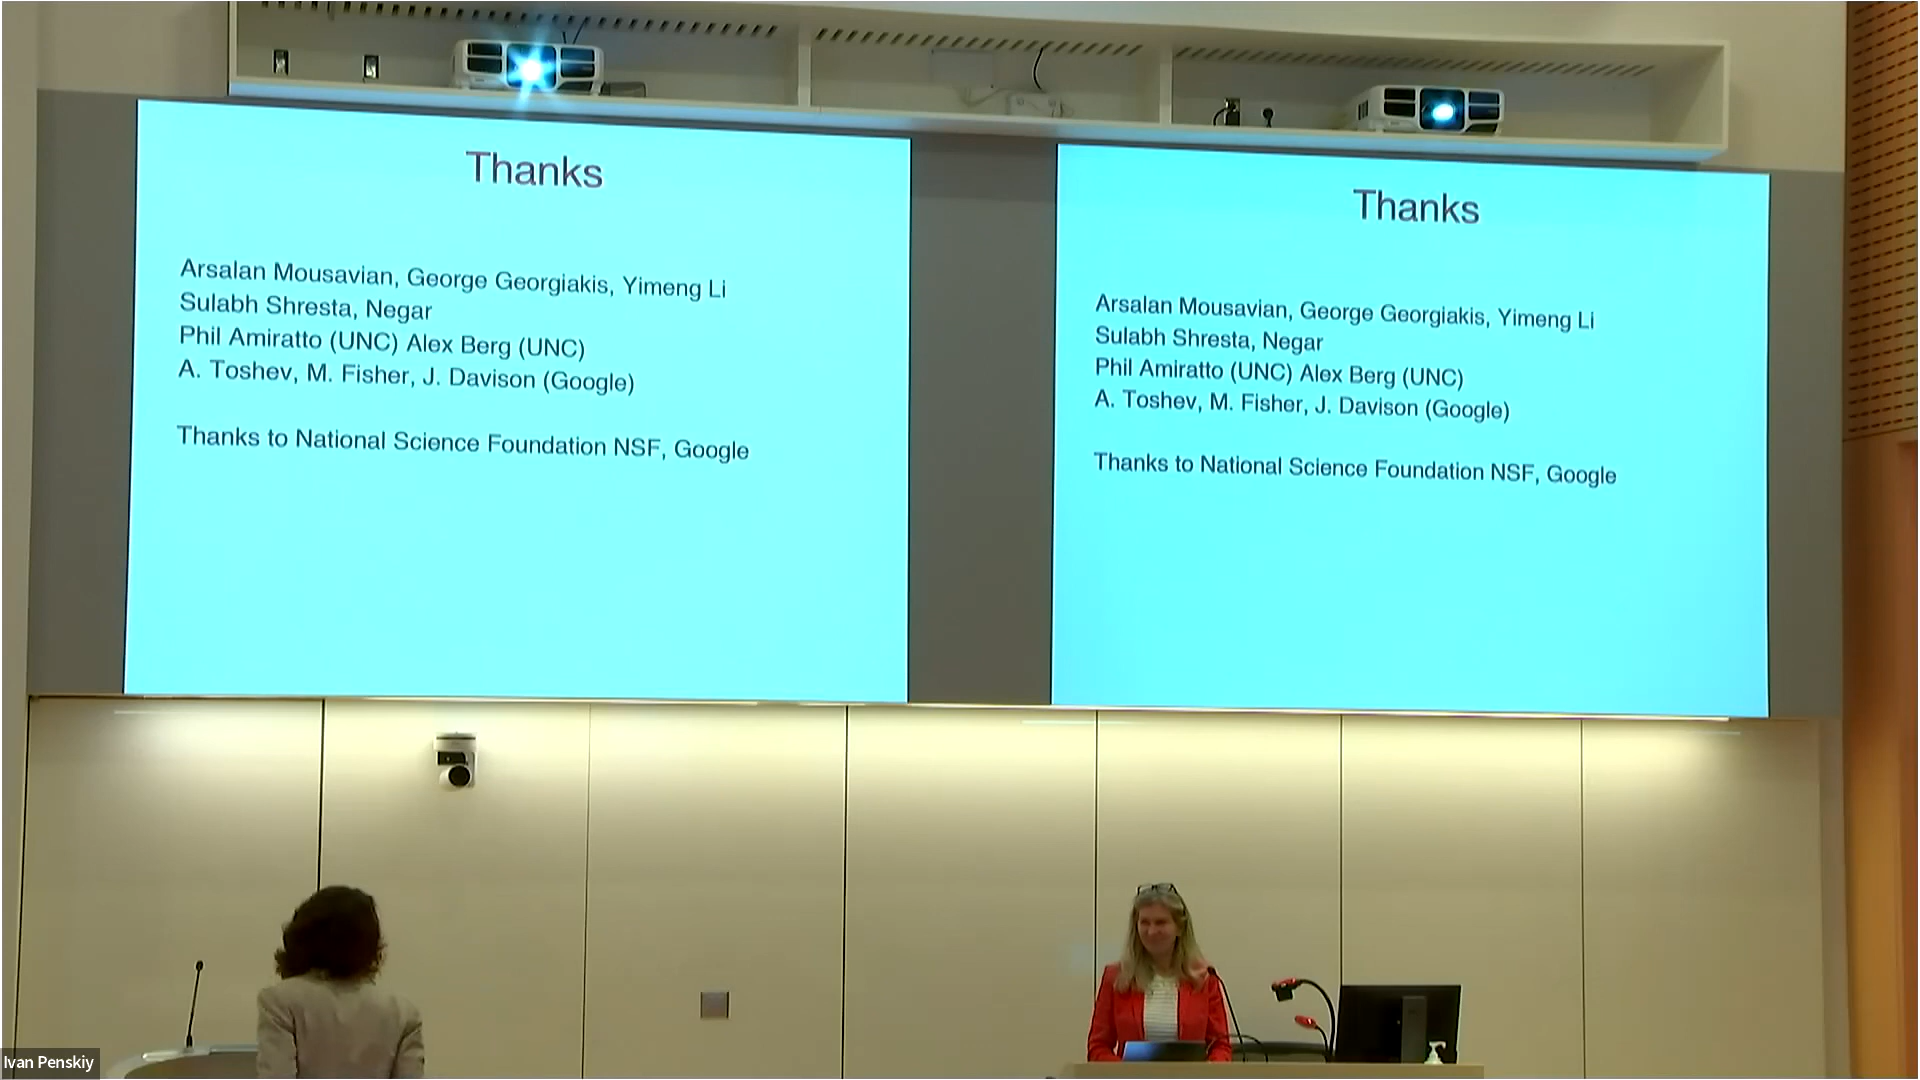 Thanks
Arsalan Mousavian, George Georgiakis, Yimeng Li
Sulabh Shresta, Negar
Phil Amiratto (UNC) Alex Berg (UNC)
A. Toshev, M. Fisher, J. Davison (Google)
Thanks to National Science Foundation NSF, Google
Thanks
Arsalan Mousavian, George Georgiakis, Yimeng Li
Sulabh Shresta, Negar
Phil Amiratto (UNC) Alex Berg (UNC)
A. Toshev, M. Fisher, J. Davison (Google)
Thanks to National Science Foundation NSF, Google
Ivan Penskiy